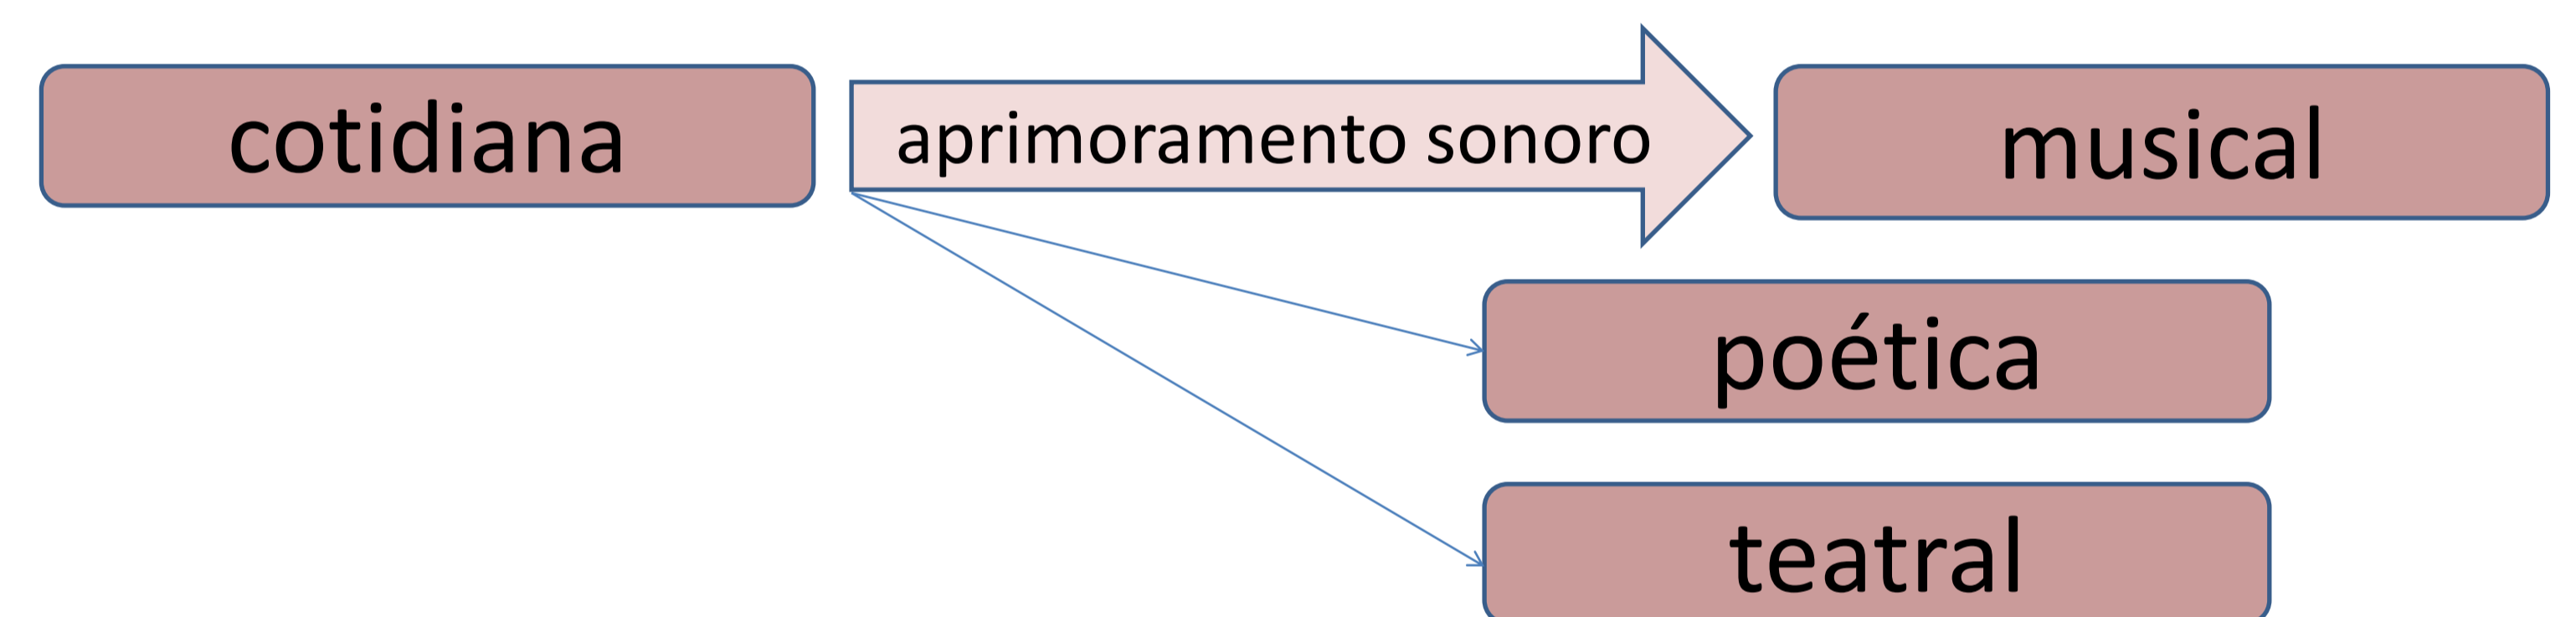 cotidiana
aprimoramento sonoro
musical
poética
teatral